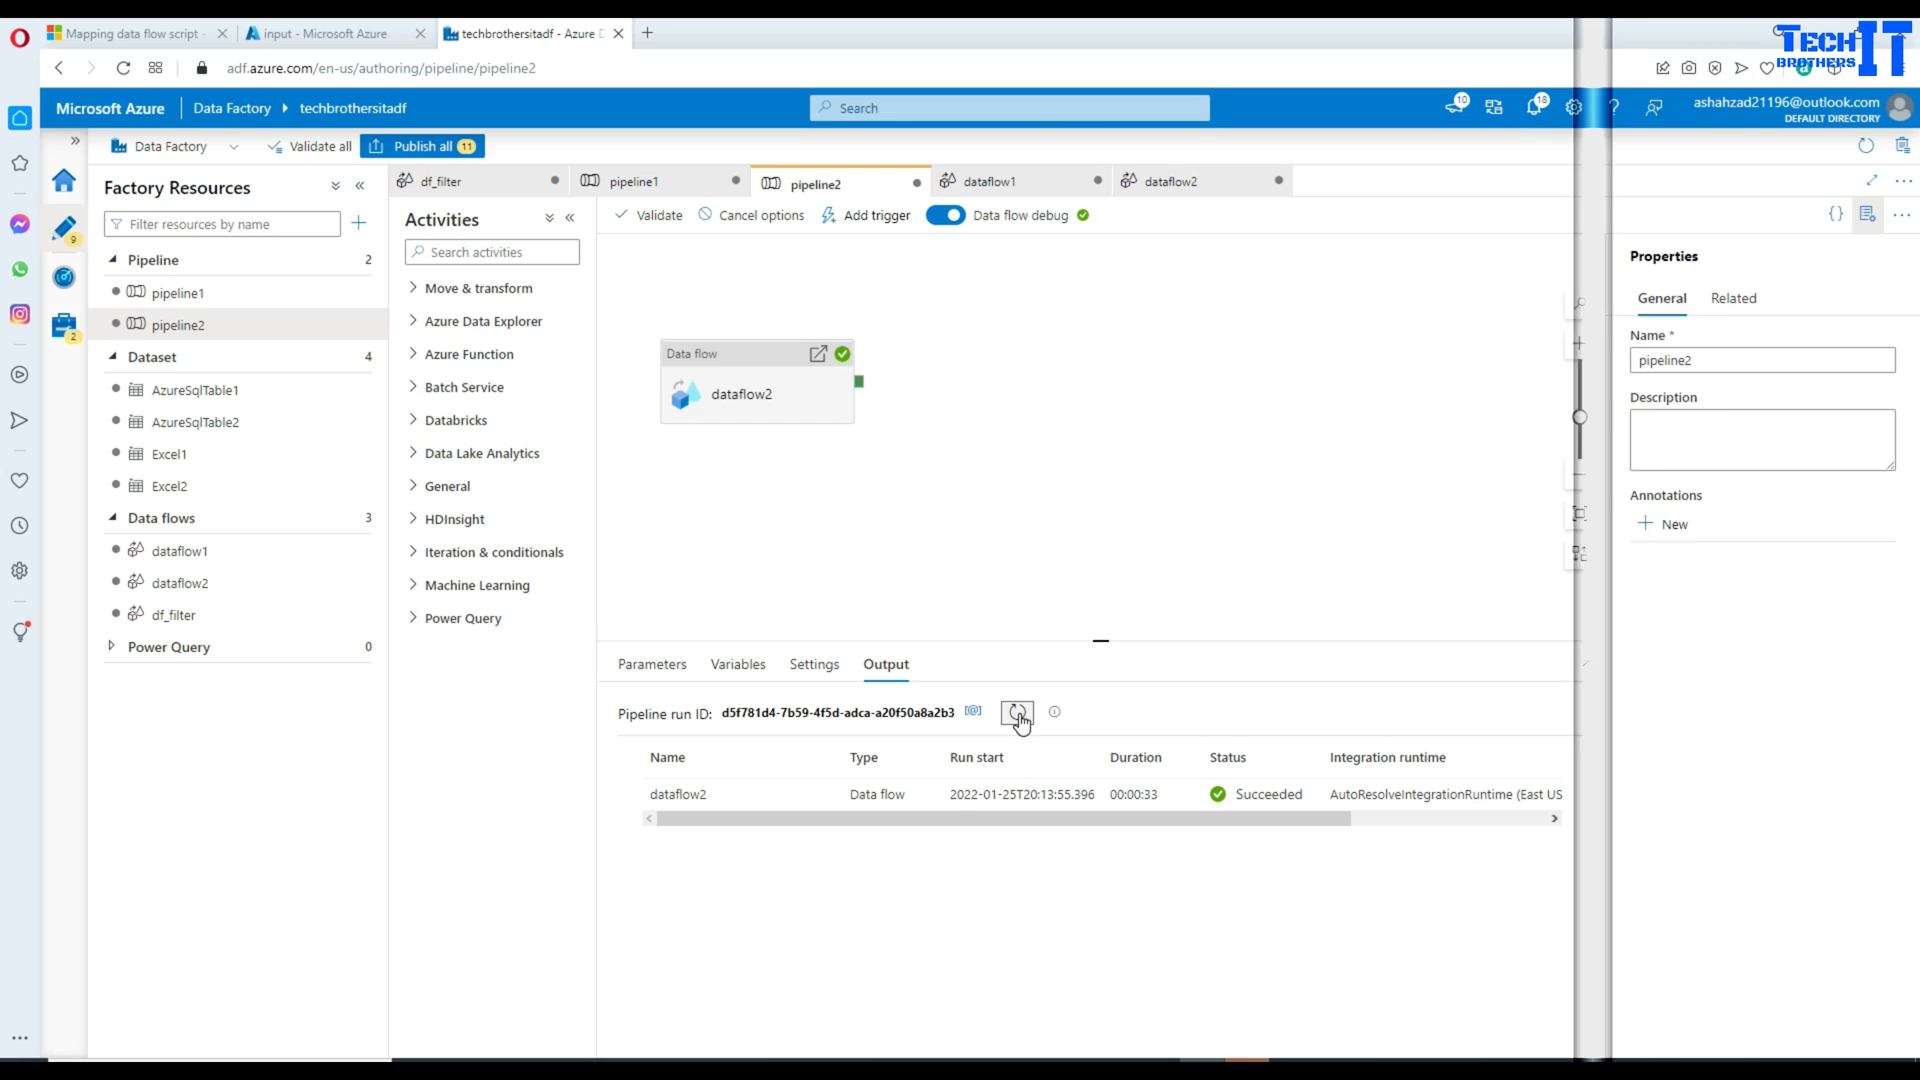 Mapping data flow script -
input - Microsoft Azure
techbrothersitadf - Azure D
TECH IT
BROTHERS
adf.azure.com/en-us/authoring/pipeline/pipeline2
Microsoft Azure
Data Factory
techbrothersitadf
Search
10
18
ashahzad21196@outlook.com
DEFAULT DIRECTORY
Data Factory
Validate all
Publish all 11
Factory Resources
Filter resources by name
9
2
Pipeline 2
pipeline1
pipeline2
Dataset 4
AzureSqlTable1
AzureSqlTable2
Excel1
Excel2
Data flows 3
dataflow1
dataflow2
df_filter
Power Query 0
df_filter
pipeline1
pipeline2
dataflow1
dataflow2
Activities
Search activities
Move & transform
Azure Data Explorer
Azure Function
Batch Service
Databricks
Data Lake Analytics
General
HDInsight
Iteration & conditionals
Machine Learning
Power Query
Validate
Cancel options
Add trigger
Data flow debug
Data flow
dataflow2
Parameters
Variables
Settings
Output
Pipeline run ID: d5f781d4-7b59-4f5d-adca-a20f50a8a2b3
Name Type Run start Duration Status Integration runtime
dataflow2 Data flow 2022-01-25T20:13:55.396 00:00:33 Succeeded AutoResolveIntegrationRuntime (East US
Properties
General
Related
Name *
pipeline2
Description
Annotations
New